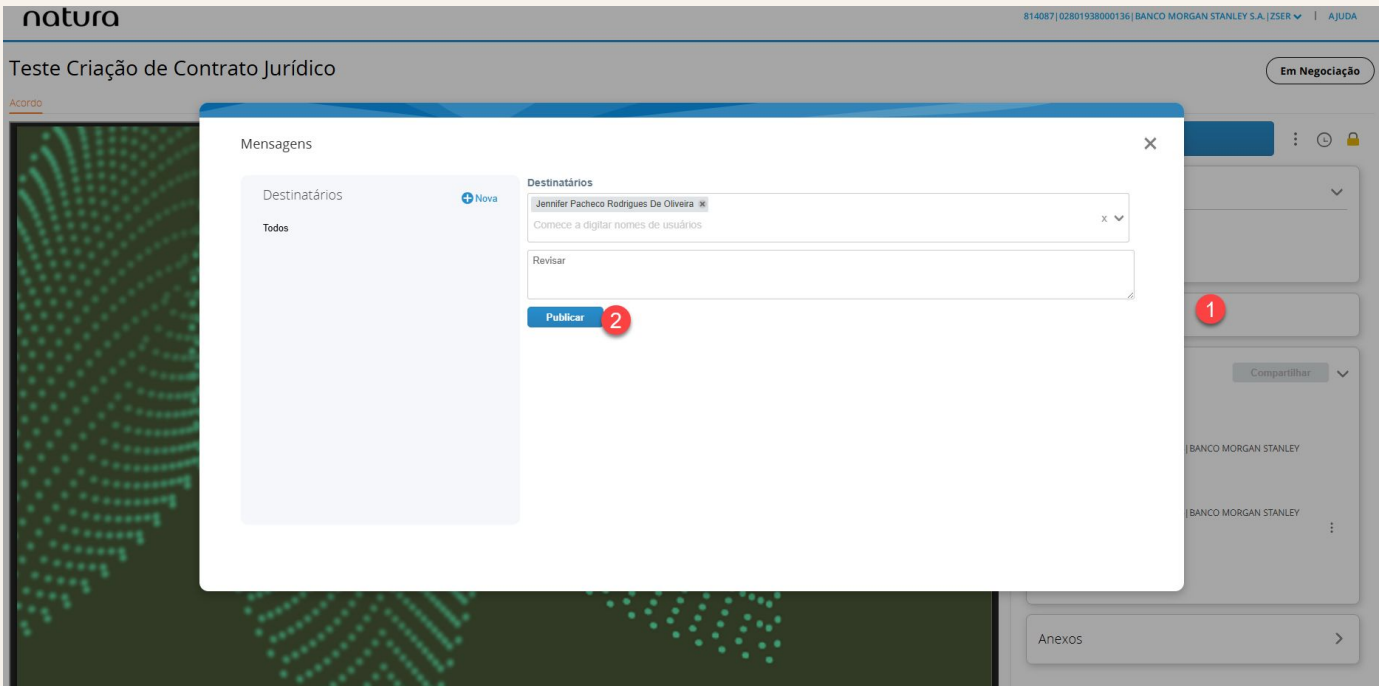 natura
814087|02801938000136|BANCO MORGAN STANLEY S.A.|ZSER | AJUDA
Teste Criação de Contrato Jurídico
Em Negociação
Acordo
Mensagens
Destinatários
Nova
Todos
Destinatários
Jennifer Pacheco Rodrigues De Oliveira
Comece a digitar nomes de usuários
x
Revisar
Publicar
2
1
Compartilhar
|BANCO MORGAN STANLEY
|BANCO MORGAN STANLEY
Anexos